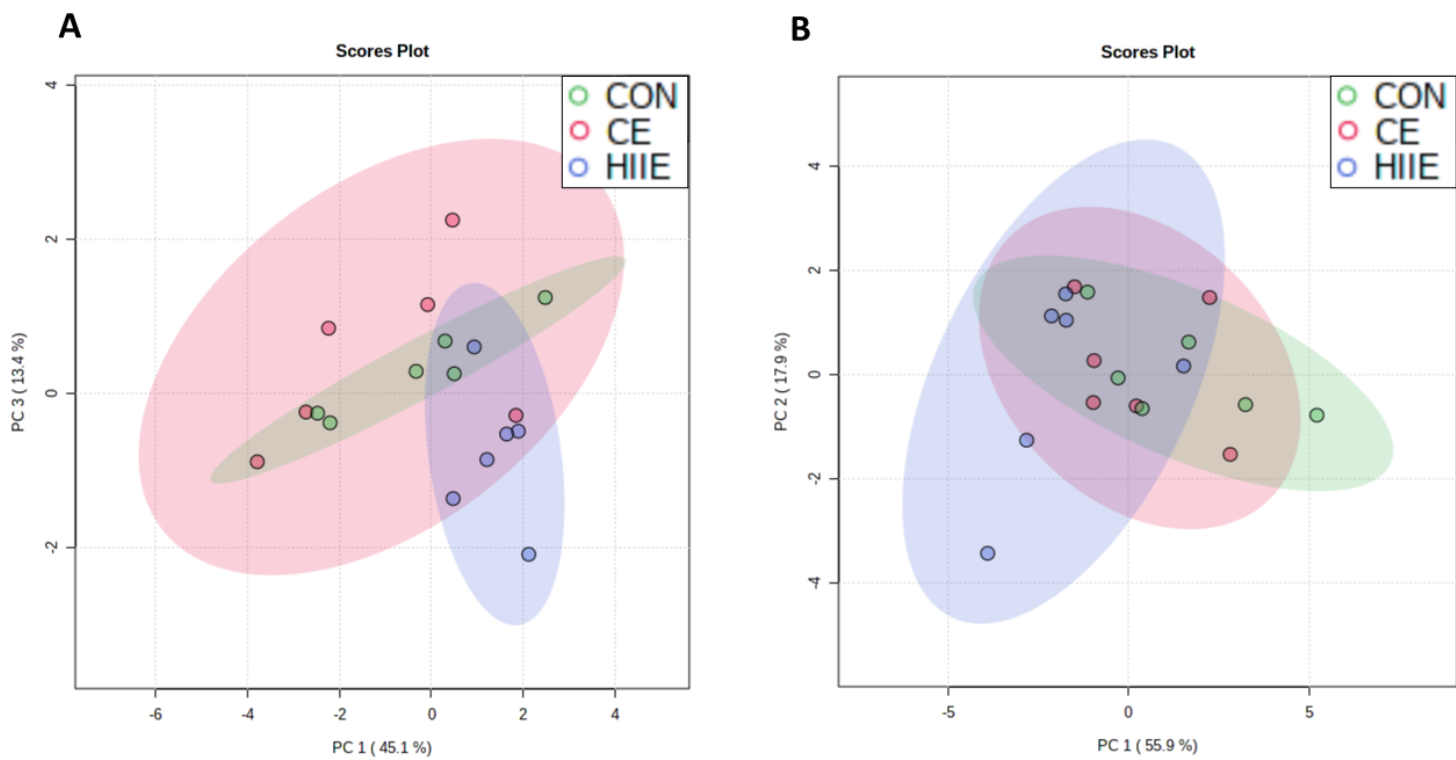 A
Scores Plot
CON
CE
HIIE
4
2
0
-2
PC 3 ( 13.4 %)
-6
-4
-2
0
2
4
PC 1 ( 45.1 %)
B
Scores Plot
CON
CE
HIIE
4
2
0
-2
-4
PC 2 ( 17.9 %)
-5
0
5
PC 1 ( 55.9 %)